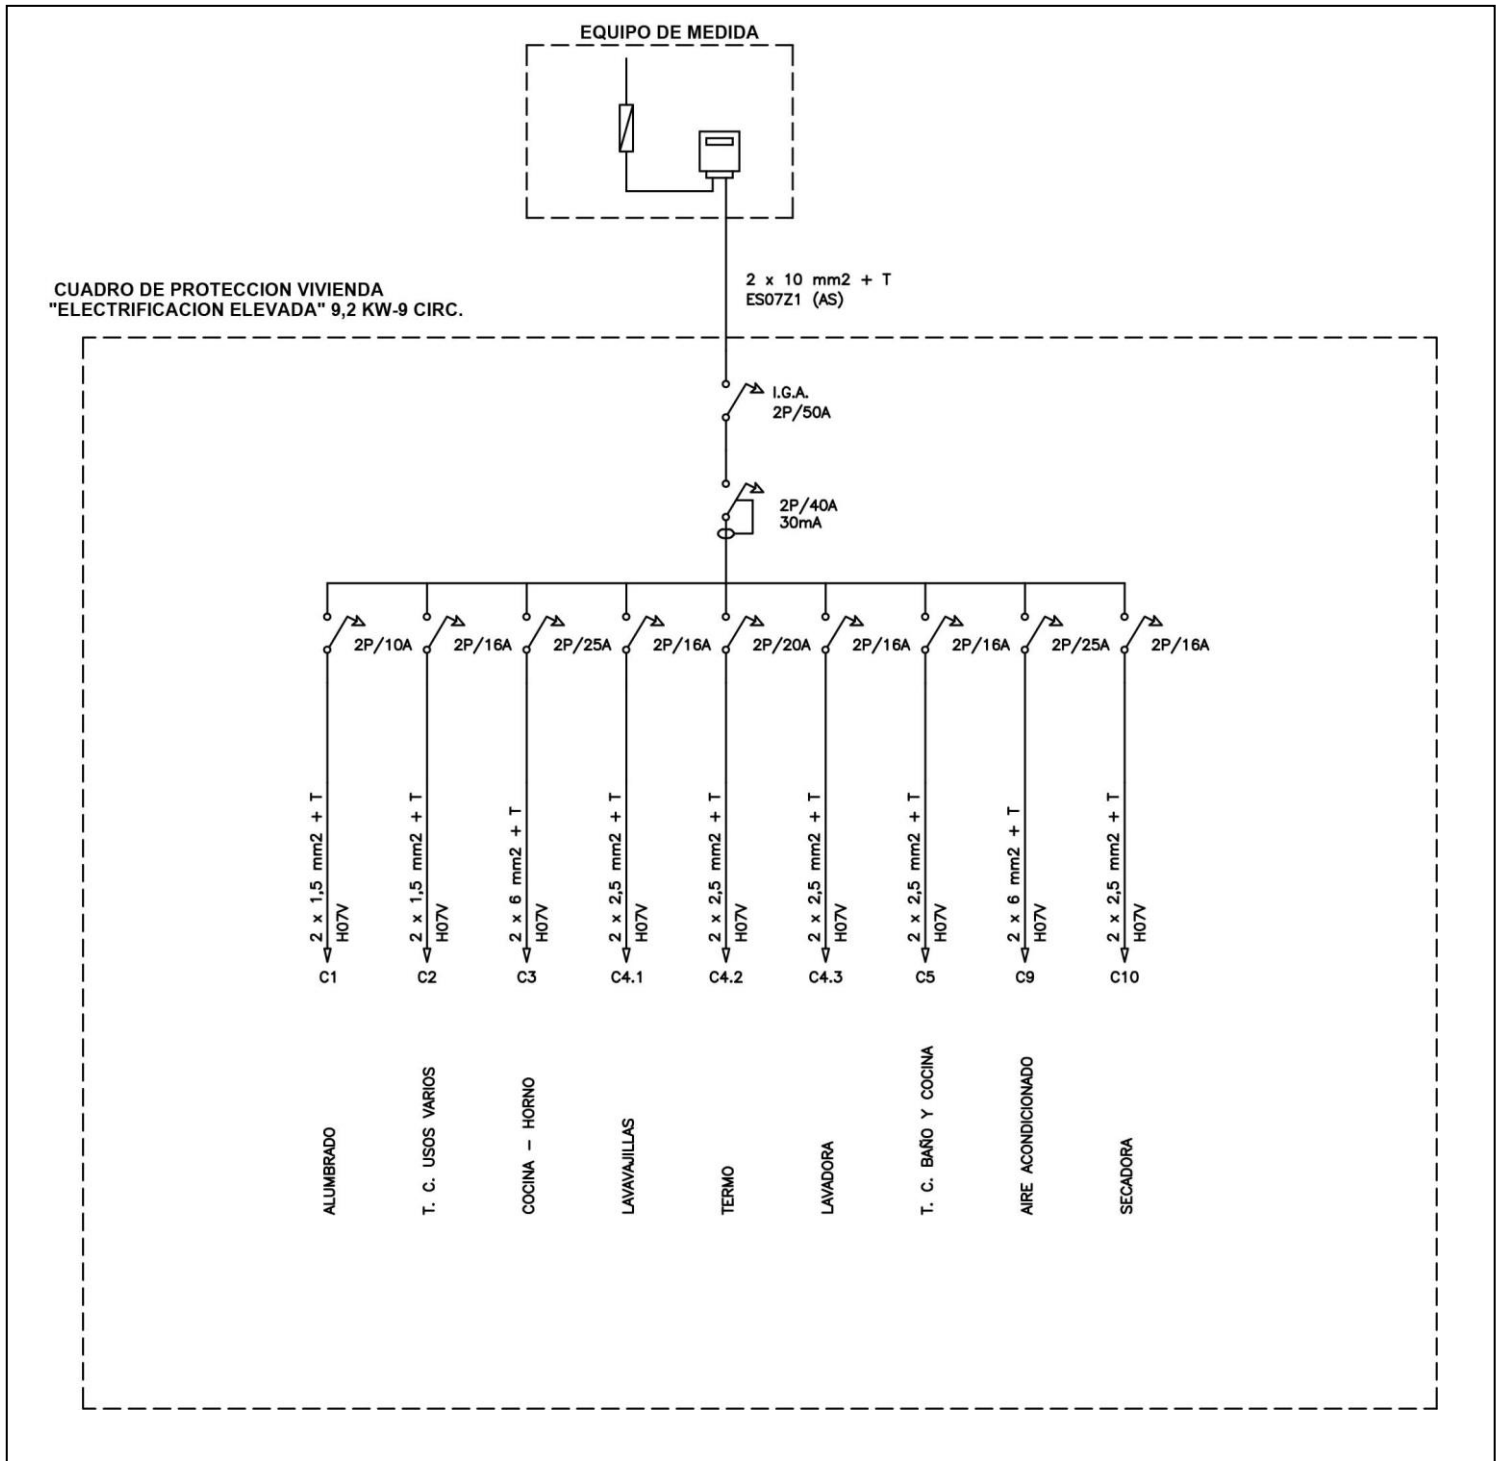 EQUIPO DE MEDIDA
2 x 10 mm2 + T
ES07Z1 (AS)
CUADRO DE PROTECCION VIVIENDA
"ELECTRIFICACION ELEVADA" 9,2 KW-9 CIRC.
I.G.A.
2P/50A
2P/40A
30mA
2P/10A
2P/16A
2P/25A
2P/16A
2P/20A
2P/16A
2P/16A
2P/25A
2P/16A
2 x 1,5 mm2 + T
H07V
2 x 1,5 mm2 + T
H07V
2 x 6 mm2 + T
H07V
2 x 2,5 mm2 + T
H07V
2 x 2,5 mm2 + T
H07V
2 x 2,5 mm2 + T
H07V
2 x 2,5 mm2 + T
H07V
2 x 6 mm2 + T
H07V
2 x 2,5 mm2 + T
H07V
C1
C2
C3
C4.1
C4.2
C4.3
C5
C9
C10
ALUMBRADO
T. C. USOS VARIOS
COCINA - HORNO
LAVAVAJILLAS
TERMO
LAVADORA
T. C. BAÑO Y COCINA
AIRE ACONDICIONADO
SECADORA